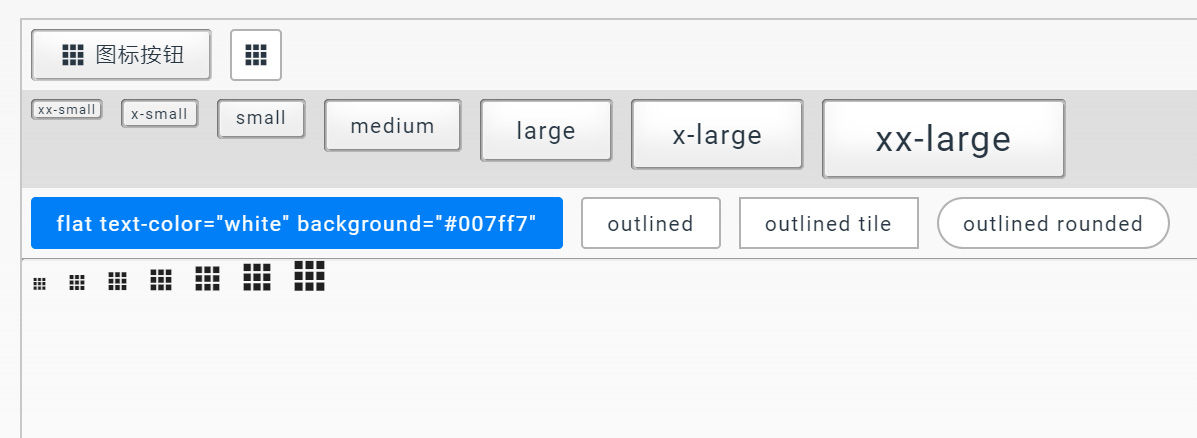 图标按钮
xx-small x-small small medium large x-large xx-large
flat text-color="white" background="#007ff7" outlined outlined tile outlined rounded